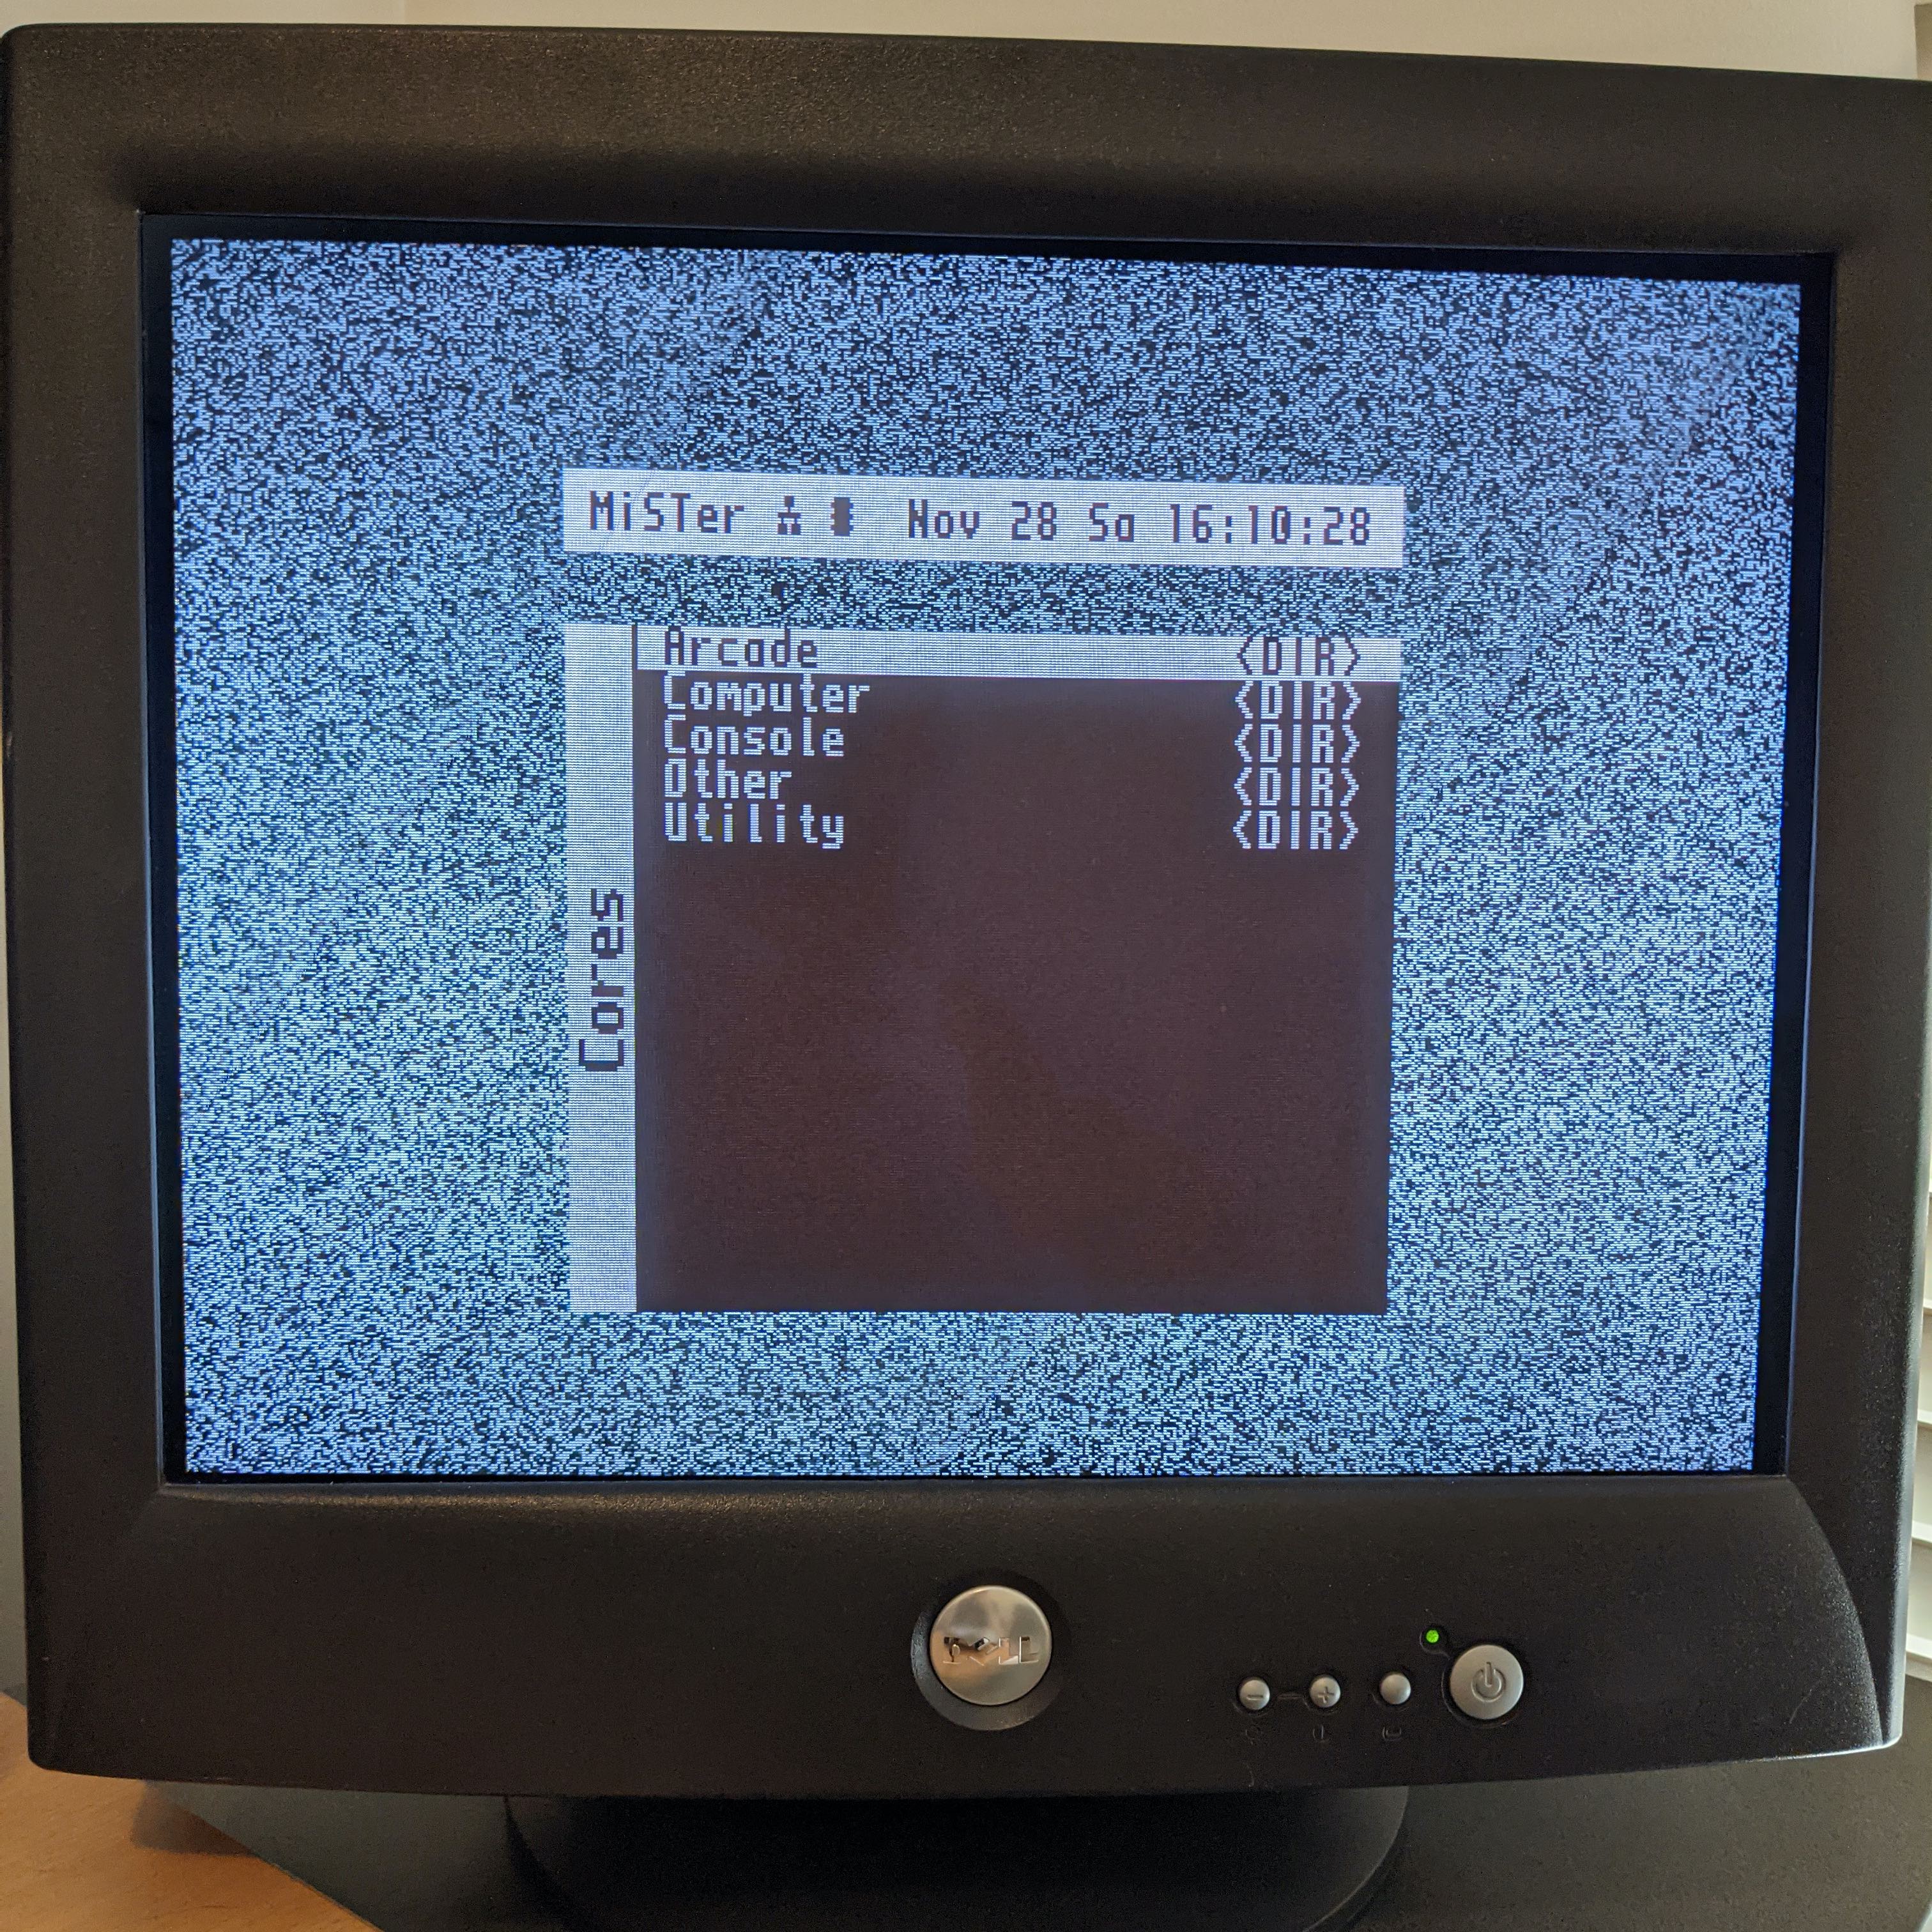 MiSTer Nov 28 Sa 16:10:28
Arcade <DIR>
Computer <DIR>
Console <DIR>
Other <DIR>
Utility <DIR>
Cores
DELL